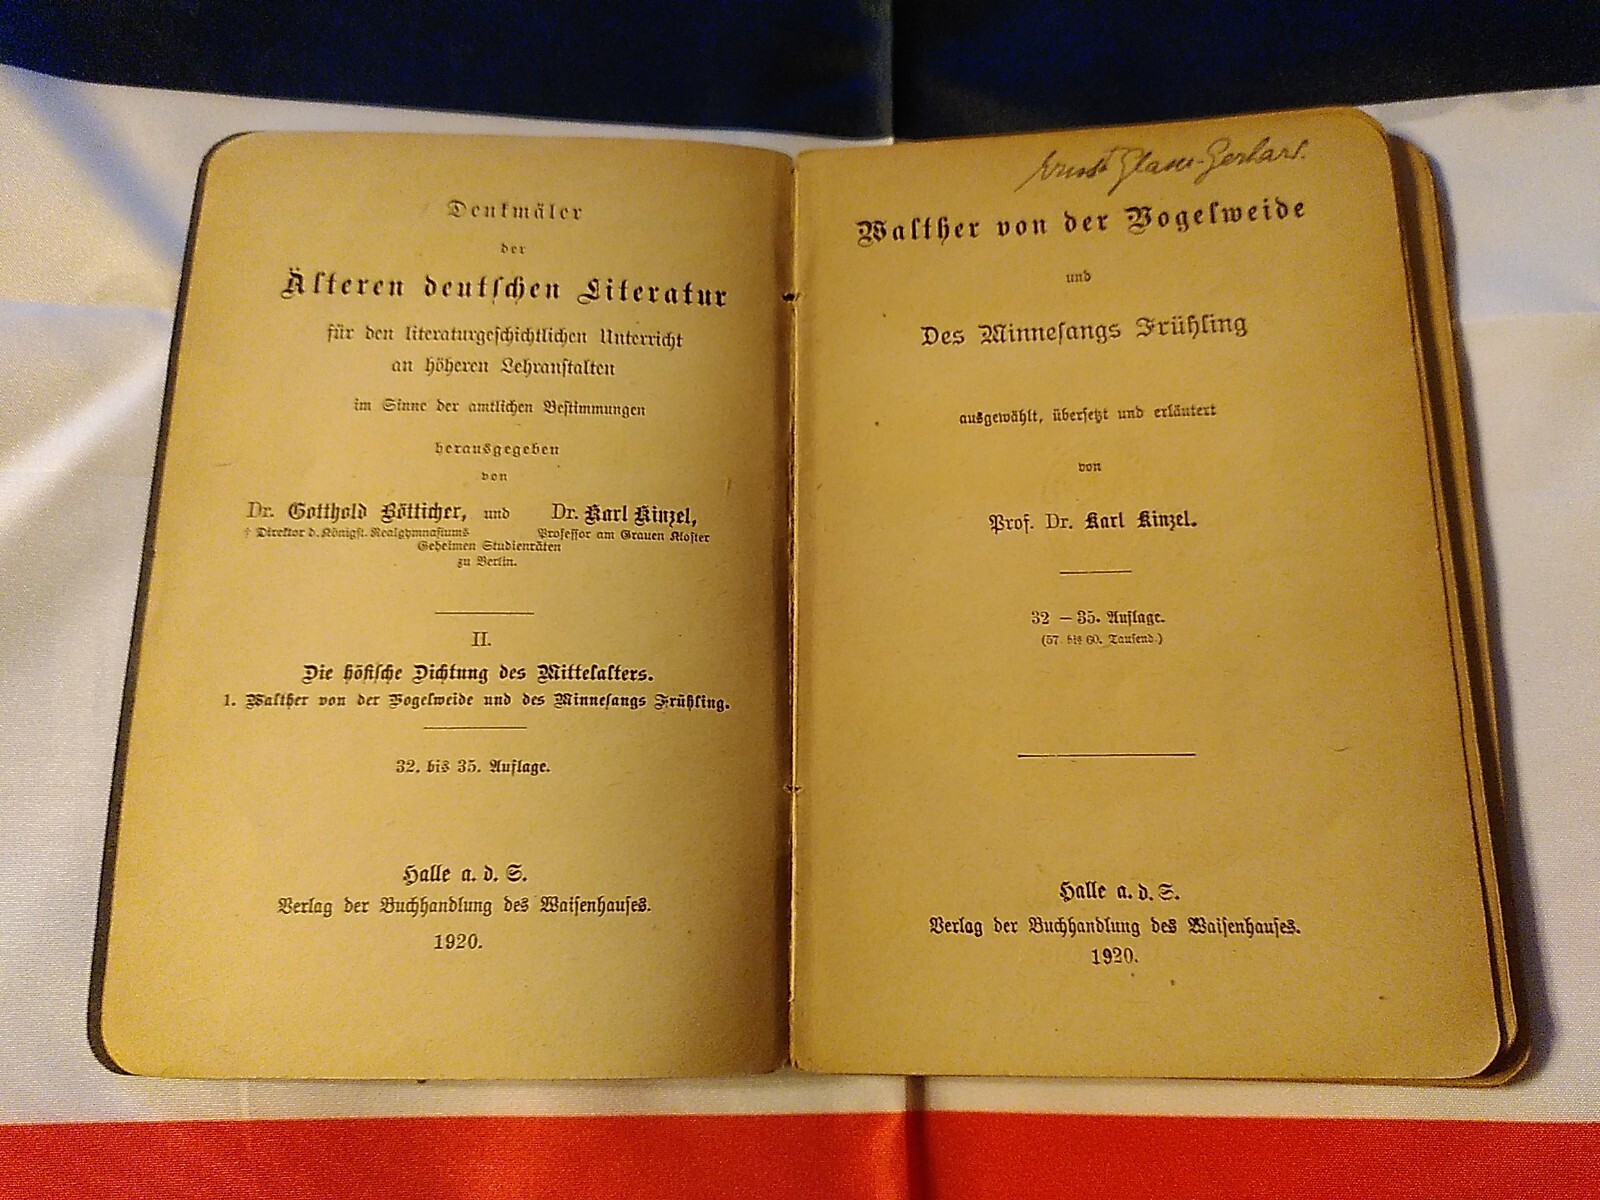 Denkmäler
der
Älteren deutschen Literatur
für den literaturgeschichtlichen Unterricht
an höheren Lehranstalten
im Sinne der amtlichen Bestimmungen
herausgegeben
von
Dr. Gotthold Bötticher, und Dr. Karl Kinzel,
† Direktor d. Königst. Realgymnasiums Professor am Grauen Kloster
Geheimen Studienräten
zu Berlin.
II.
Die höfische Dichtung des Mittelalters.
1. Walther von der Vogelweide und des Minnesangs Frühling.
32. bis 35. Auflage.
Halle a. d. S.
Verlag der Buchhandlung des Waisenhauses.
1920.
Ernst
Walther von der Vogelweide
und
Des Minnesangs Frühling
ausgewählt, übersetzt und erläutert
von
Prof. Dr. Karl Kinzel.
32 – 35. Auflage.
(57 bis 60. Tausend.)
Halle a. d. S.
Verlag der Buchhandlung des Waisenhauses.
1920.